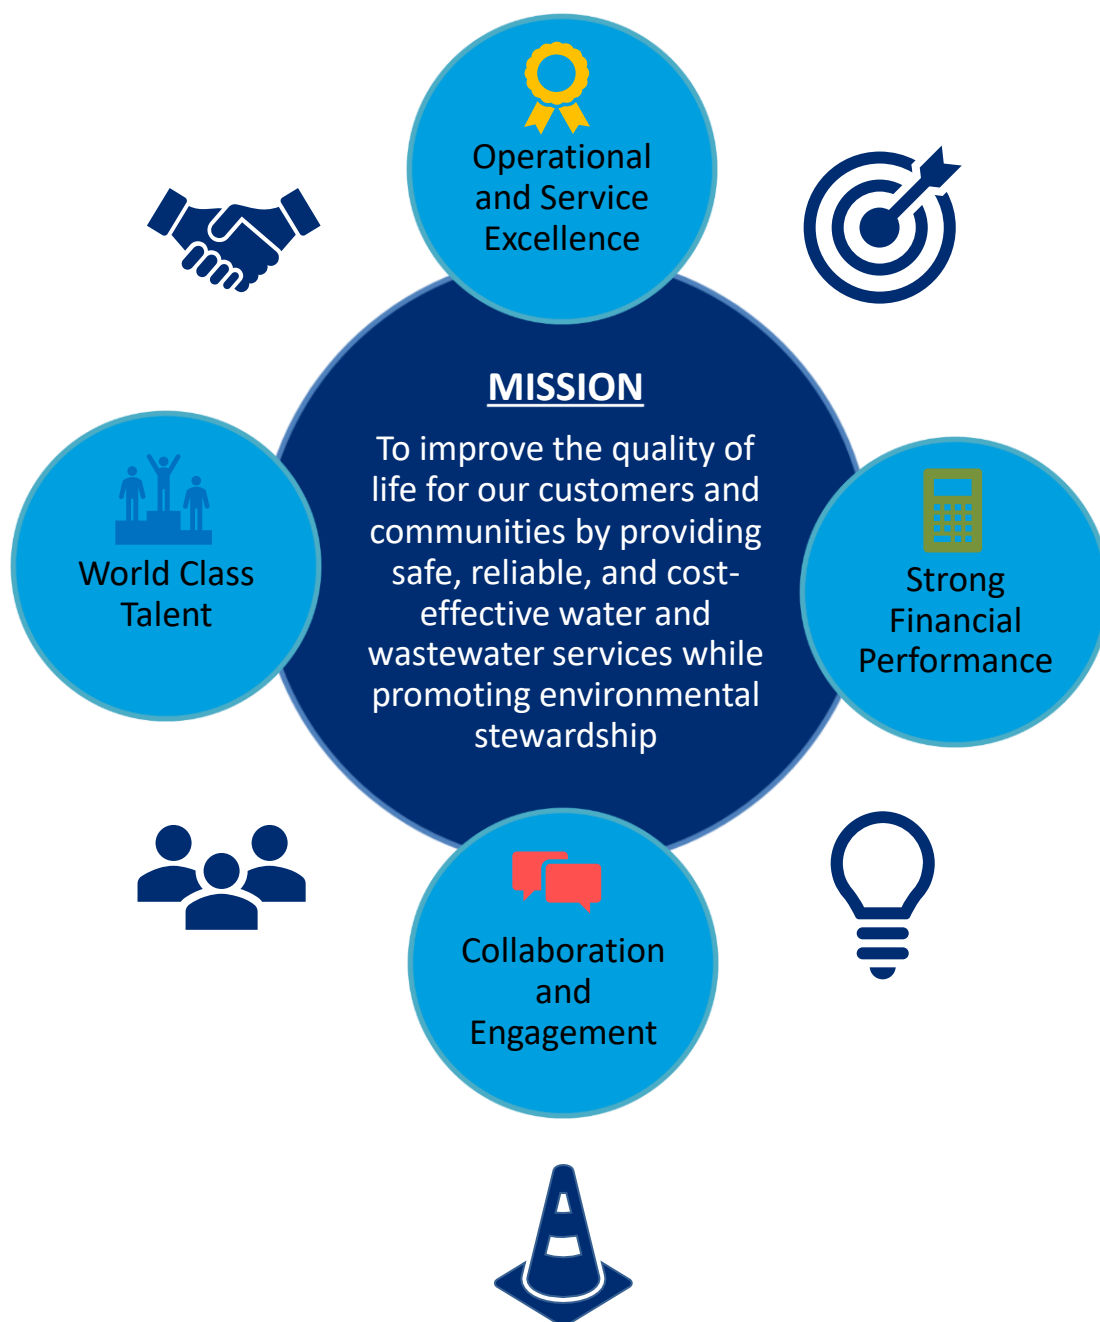 Operational
and Service
Excellence
MISSION
To improve the quality of
life for our customers and
communities by providing
safe, reliable, and cost-
effective water and
wastewater services while
promoting environmental
stewardship
World Class
Talent
Strong
Financial
Performance
Collaboration
and
Engagement